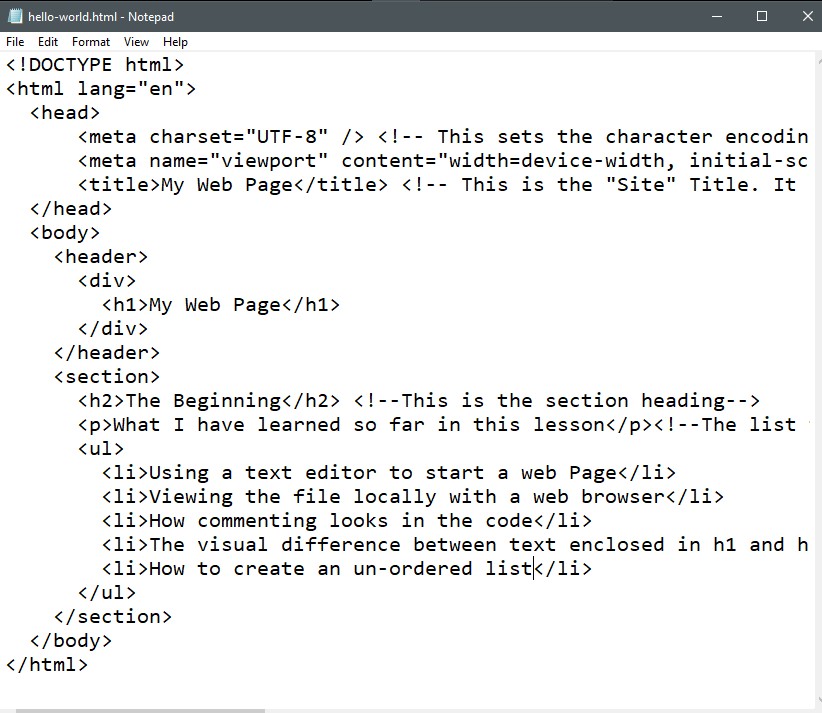 hello-world.html - Notepad
File Edit Format View Help
<!DOCTYPE html>
<html lang="en">
  <head>
      <meta charset="UTF-8" /> <!-- This sets the character encodin
      <meta name="viewport" content="width=device-width, initial-sc
      <title>My Web Page</title> <!-- This is the "Site" Title. It
  </head>
  <body>
    <header>
      <div>
        <h1>My Web Page</h1>
      </div>
    </header>
    <section>
      <h2>The Beginning</h2> <!--This is the section heading-->
      <p>What I have learned so far in this lesson</p><!--The list
      <ul>
        <li>Using a text editor to start a web Page</li>
        <li>Viewing the file locally with a web browser</li>
        <li>How commenting looks in the code</li>
        <li>The visual difference between text enclosed in h1 and h
        <li>How to create an un-ordered list</li>
      </ul>
    </section>
  </body>
</html>